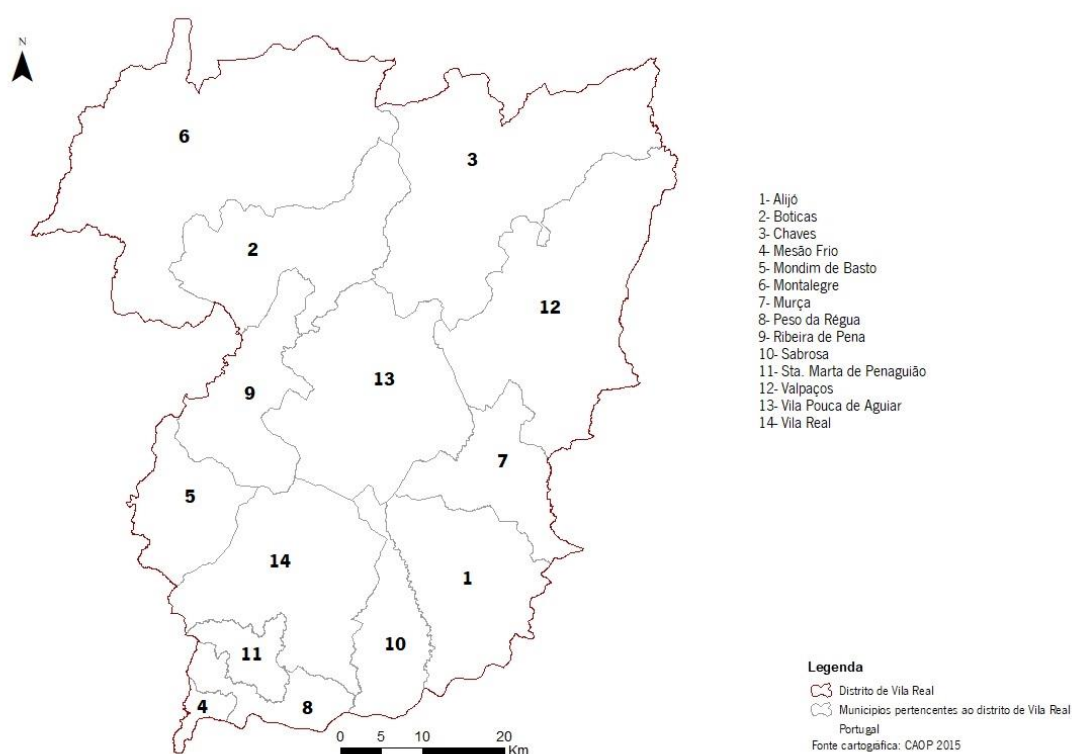 N
6
3
2
12
13
9
7
5
14
1
10
11
4
8
1- Alijó
2- Boticas
3- Chaves
4- Mesão Frio
5- Mondim de Basto
6- Montalegre
7- Murça
8- Peso da Régua
9- Ribeira de Pena
10- Sabrosa
11- Sta. Marta de Penaguião
12- Valpaços
13- Vila Pouca de Aguiar
14- Vila Real
Legenda
Distrito de Vila Real
Municipios pertencentes ao distrito de Vila Real
Portugal
Fonte cartográfica: CAOP 2015
0 5 10 20
Km